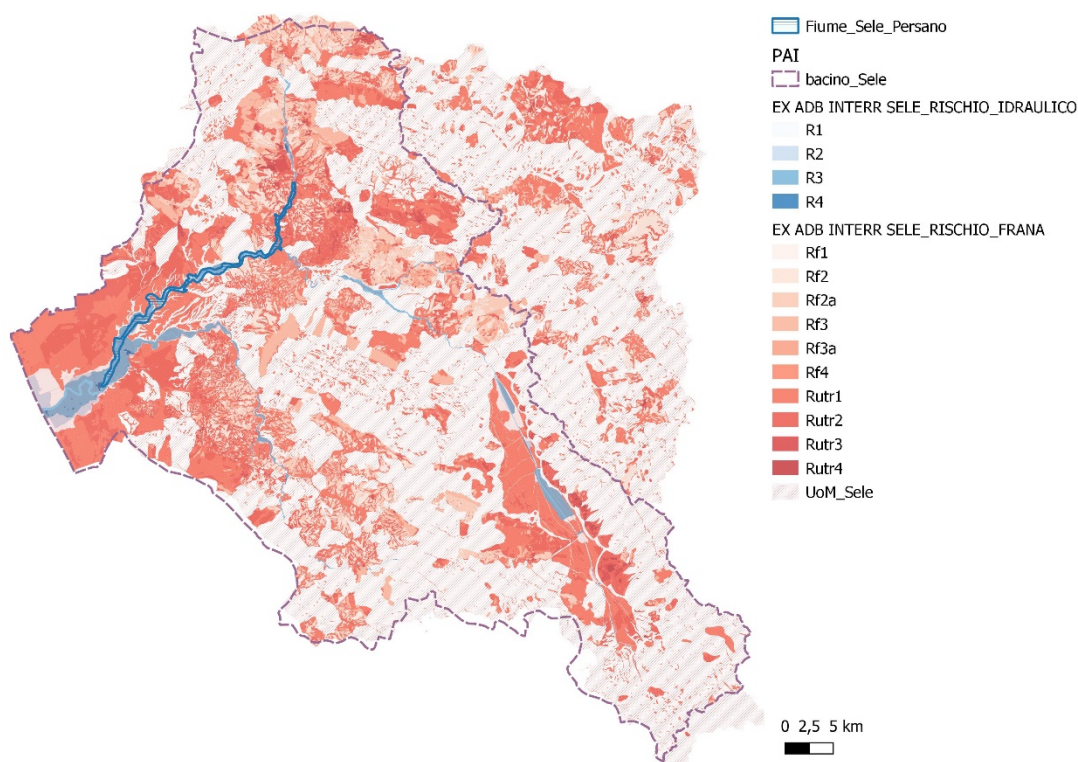 Fiume_Sele_Persano
PAI
bacino_Sele
EX ADB INTERR SELE_RISCHIO_IDRAULICO
R1
R2
R3
R4
EX ADB INTERR SELE_RISCHIO_FRANA
Rf1
Rf2
Rf2a
Rf3
Rf3a
Rf4
Rutr1
Rutr2
Rutr3
Rutr4
UoM_Sele
0 2,5 5 km